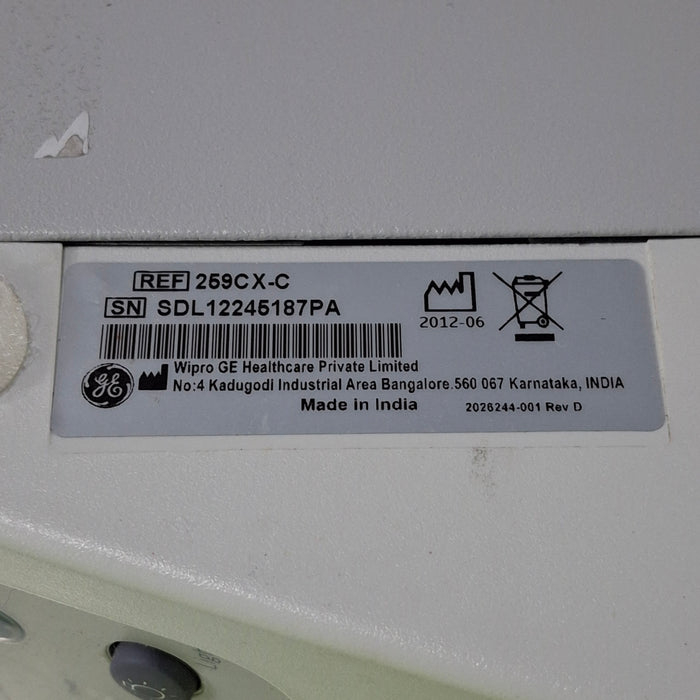 REF 259CX-C
SN SDL12245187PA
2012-06
GE
Wipro GE Healthcare Private Limited
No:4 Kadugodi Industrial Area Bangalore.560 067 Karnataka, INDIA
Made in India
2026244-001 Rev D